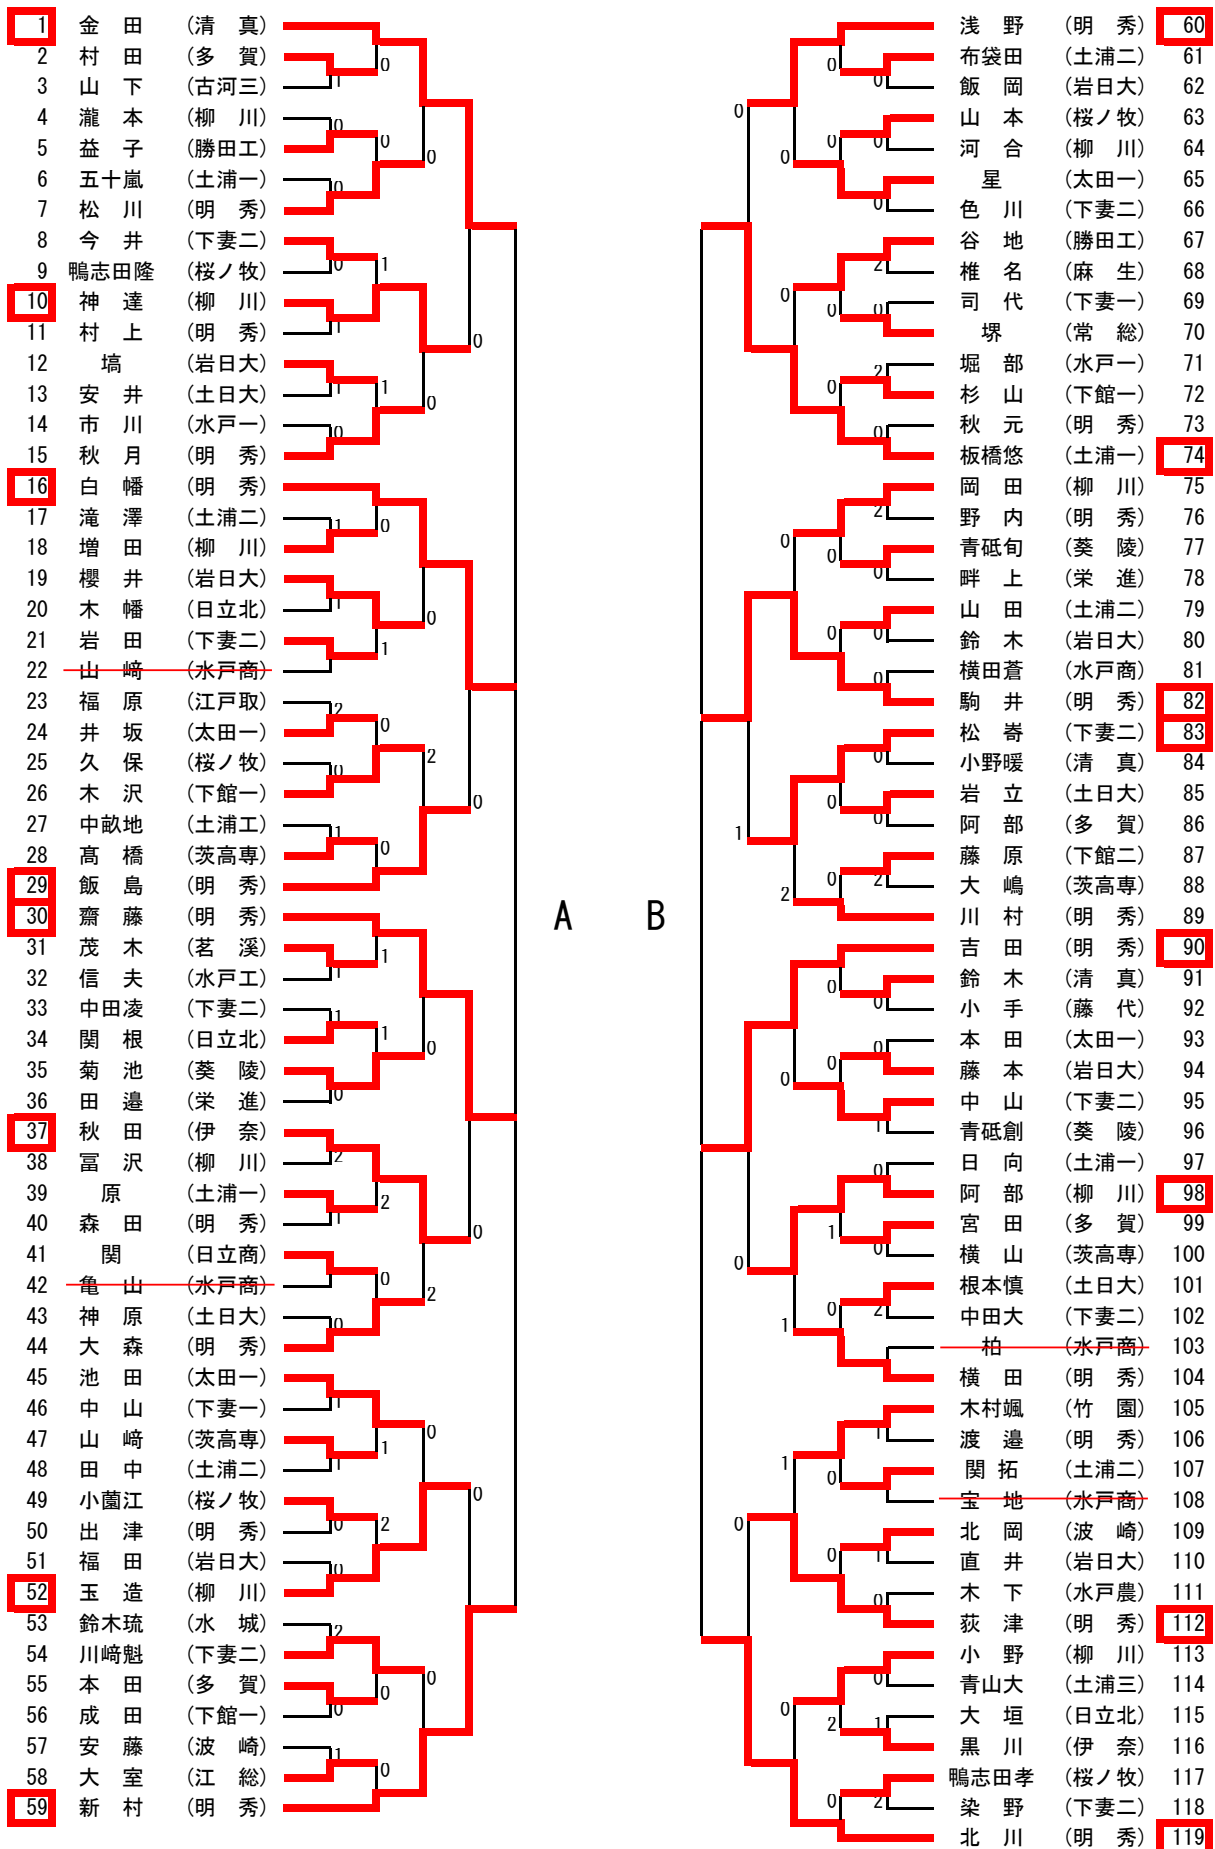 1 金 田 (清 真)
2 村 田 (多 賀)
3 山 下 (古河三)
4 瀧 本 (柳 川)
5 益 子 (勝田工)
6 五十嵐 (土浦一)
7 松 川 (明 秀)
8 今 井 (下妻二)
9 鴨志田隆 (桜ノ牧)
10 神 達 (柳 川)
11 村 上 (明 秀)
12 塙 (岩日大)
13 安 井 (土日大)
14 市 川 (水戸一)
15 秋 月 (明 秀)
16 白 幡 (明 秀)
17 滝 澤 (土浦二)
18 増 田 (柳 川)
19 櫻 井 (岩日大)
20 木 幡 (日立北)
21 岩 田 (下妻二)
22 山 﨑 (水戸商)
23 福 原 (江戸取)
24 井 坂 (太田一)
25 久 保 (桜ノ牧)
26 木 沢 (下館一)
27 中畝地 (土浦工)
28 髙 橋 (茨高専)
29 飯 島 (明 秀)
30 齋 藤 (明 秀)
31 茂 木 (茗 溪)
32 信 夫 (水戸工)
33 中田凌 (下妻二)
34 関 根 (日立北)
35 菊 池 (葵 陵)
36 田 邉 (栄 進)
37 秋 田 (伊 奈)
38 冨 沢 (柳 川)
39 原 (土浦一)
40 森 田 (明 秀)
41 関 (日立商)
42 亀 山 (水戸商)
43 神 原 (土日大)
44 大 森 (明 秀)
45 池 田 (太田一)
46 中 山 (下妻一)
47 山 﨑 (茨高専)
48 田 中 (土浦二)
49 小薗江 (桜ノ牧)
50 出 津 (明 秀)
51 福 田 (岩日大)
52 玉 造 (柳 川)
53 鈴木琉 (水 城)
54 川﨑魁 (下妻二)
55 本 田 (多 賀)
56 成 田 (下館一)
57 安 藤 (波 崎)
58 大 室 (江 総)
59 新 村 (明 秀)
A B
浅 野 (明 秀) 60
布袋田 (土浦二) 61
飯 岡 (岩日大) 62
山 本 (桜ノ牧) 63
河 合 (柳 川) 64
星 (太田一) 65
色 川 (下妻二) 66
谷 地 (勝田工) 67
椎 名 (麻 生) 68
司 代 (下妻一) 69
堺 (常 総) 70
堀 部 (水戸一) 71
杉 山 (下館一) 72
秋 元 (明 秀) 73
板橋悠 (土浦一) 74
岡 田 (柳 川) 75
野 内 (明 秀) 76
青砥旬 (葵 陵) 77
畔 上 (栄 進) 78
山 田 (土浦二) 79
鈴 木 (岩日大) 80
横田蒼 (水戸商) 81
駒 井 (明 秀) 82
松 嵜 (下妻二) 83
小野暖 (清 真) 84
岩 立 (土日大) 85
阿 部 (多 賀) 86
藤 原 (下館二) 87
大 嶋 (茨高専) 88
川 村 (明 秀) 89
吉 田 (明 秀) 90
鈴 木 (清 真) 91
小 手 (藤 代) 92
本 田 (太田一) 93
藤 本 (岩日大) 94
中 山 (下妻二) 95
青砥創 (葵 陵) 96
日 向 (土浦一) 97
阿 部 (柳 川) 98
宮 田 (多 賀) 99
横 山 (茨高専) 100
根本慎 (土日大) 101
中田大 (下妻二) 102
柏 (水戸商) 103
横 田 (明 秀) 104
木村颯 (竹 園) 105
渡 邉 (明 秀) 106
関 拓 (土浦二) 107
宝 地 (水戸商) 108
北 岡 (波 崎) 109
直 井 (岩日大) 110
木 下 (水戸農) 111
荻 津 (明 秀) 112
小 野 (柳 川) 113
青山大 (土浦三) 114
大 垣 (日立北) 115
黒 川 (伊 奈) 116
鴨志田孝 (桜ノ牧) 117
染 野 (下妻二) 118
北 川 (明 秀) 119